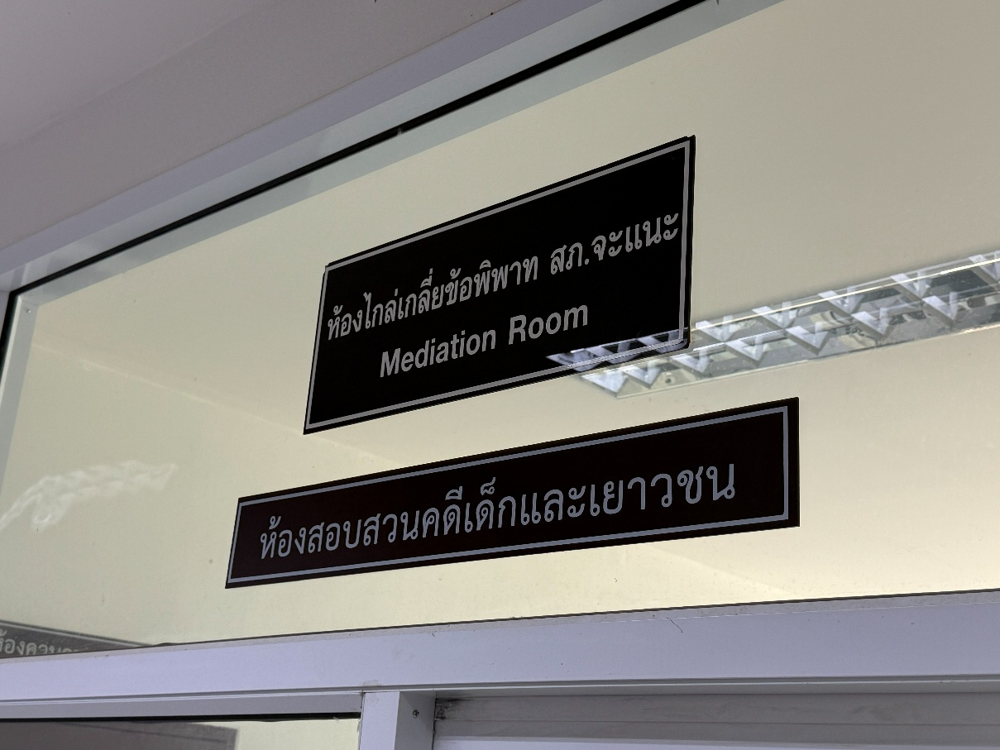 ห้องไกล่เกลี่ยข้อพิพาท สภ.จะแนะ
Mediation Room
ห้องสอบสวนคดีเด็กและเยาวชน